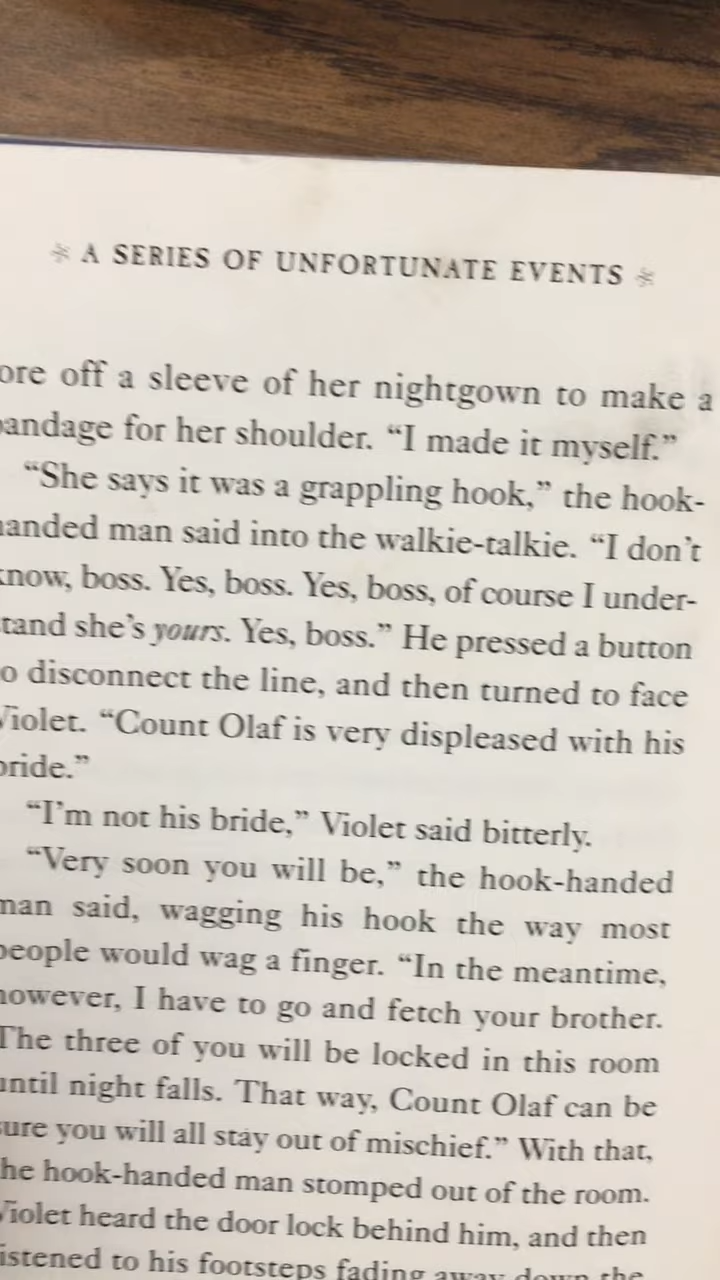 A SERIES OF UNFORTUNATE EVENTS
ore off a sleeve of her nightgown to make a
andage for her shoulder. “I made it myself.”
“She says it was a grappling hook,” the hook-
anded man said into the walkie-talkie. “I don’t
know, boss. Yes, boss. Yes, boss, of course I under-
tand she’s yours. Yes, boss.” He pressed a button
o disconnect the line, and then turned to face
Violet. “Count Olaf is very displeased with his
bride.”
“I’m not his bride,” Violet said bitterly.
“Very soon you will be,” the hook-handed
man said, wagging his hook the way most
people would wag a finger. “In the meantime,
however, I have to go and fetch your brother.
The three of you will be locked in this room
until night falls. That way, Count Olaf can be
sure you will all stay out of mischief.” With that,
he hook-handed man stomped out of the room.
Violet heard the door lock behind him, and then
istened to his footsteps fading away down the